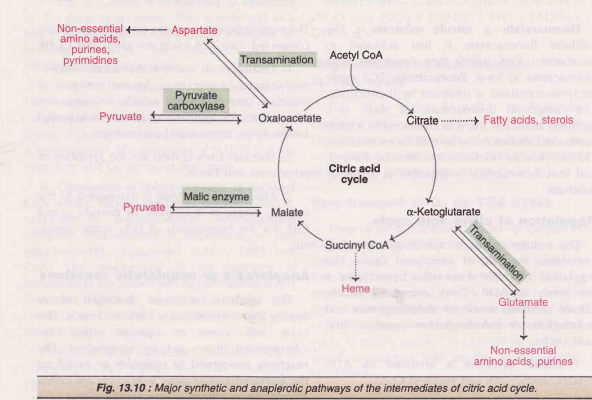 Non-essential
amino acids,
purines,
pyrimidines
Aspartate
Transamination
Acetyl CoA
Pyruvate
carboxylase
Pyruvate
Oxaloacetate
Citrate
Fatty acids, sterols
Citric acid
cycle
Malic enzyme
Pyruvate
Malate
α-Ketoglutarate
Succinyl CoA
Transamination
Heme
Glutamate
Non-essential
amino acids, purines
Fig. 13.10 : Major synthetic and anaplerotic pathways of the intermediates of citric acid cycle.